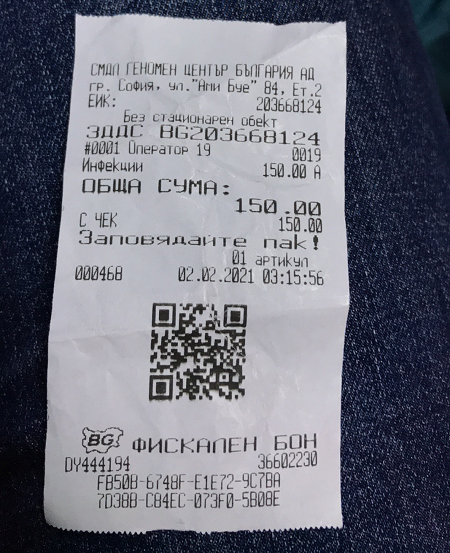 СМДЛ ГЕНОМЕН ЦЕНТЪР БЪЛГАРИЯ АД
гр. София, ул."Ами Буе" 84, Ет.2
ЕИК: 203668124
Без стационарен обект
ЗДДС BG203668124
#0001 Оператор 19 0019
Инфекции 150.00 А
ОБЩА СУМА:
150.00
С ЧЕК 150.00
Заповядайте пак!
01 артикул
000468 02.02.2021 03:15:56
BG ФИСКАЛЕН БОН
DY444194 36602230
FB50B-6748F-E1E72-9C7BA
7D38B-C84EC-073F0-5B08E